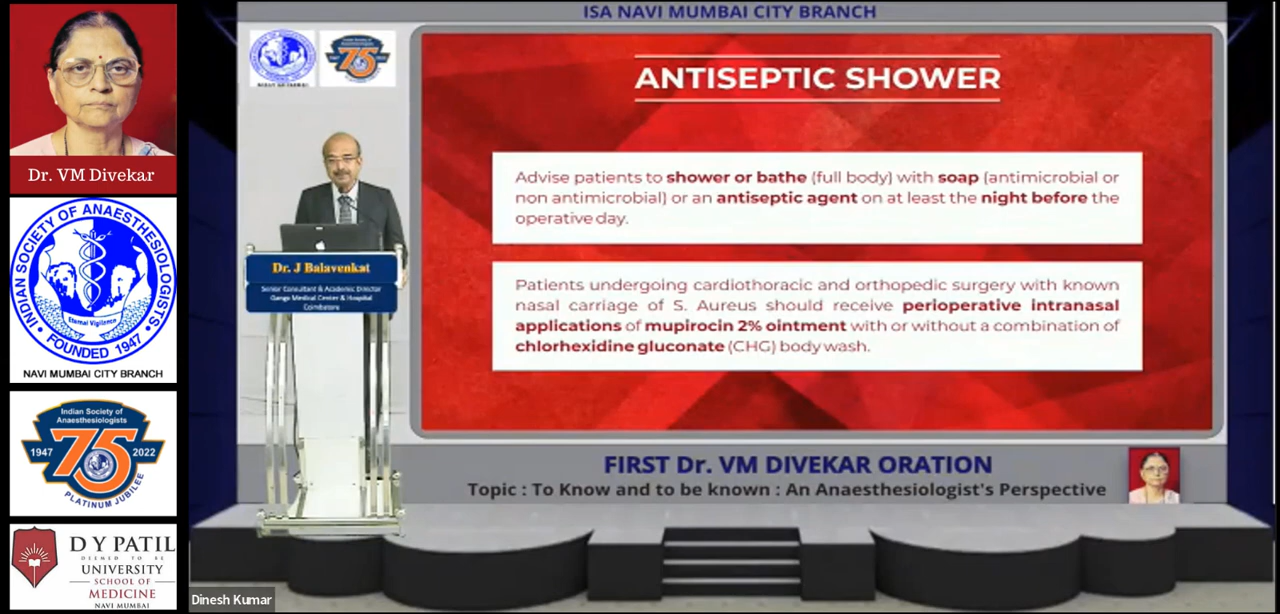 ISA NAVI MUMBAI CITY BRANCH
Dr. VM Divekar
INDIAN SOCIETY OF ANAESTHESIOLOGISTS
Eternal Vigilance
FOUNDED 1947
NAVI MUMBAI CITY BRANCH
Indian Society of
Anaesthesiologists
1947 75 2022
PLATINUM JUBILEE
D Y PATIL
DEEMED TO BE
UNIVERSITY
SCHOOL OF
MEDICINE
NAVI MUMBAI
75
Dr. J Balavenkat
Senior Consultant & Academic Director
Ganga Medical Center & Hospital
Coimbatore
ANTISEPTIC SHOWER
Advise patients to shower or bathe (full body) with soap (antimicrobial or
non antimicrobial) or an antiseptic agent on at least the night before the
operative day.
Patients undergoing cardiothoracic and orthopedic surgery with known
nasal carriage of S. Aureus should receive perioperative intranasal
applications of mupirocin 2% ointment with or without a combination of
chlorhexidine gluconate (CHG) body wash.
FIRST Dr. VM DIVEKAR ORATION
Topic : To Know and to be known : An Anaesthesiologist's Perspective
Dinesh Kumar